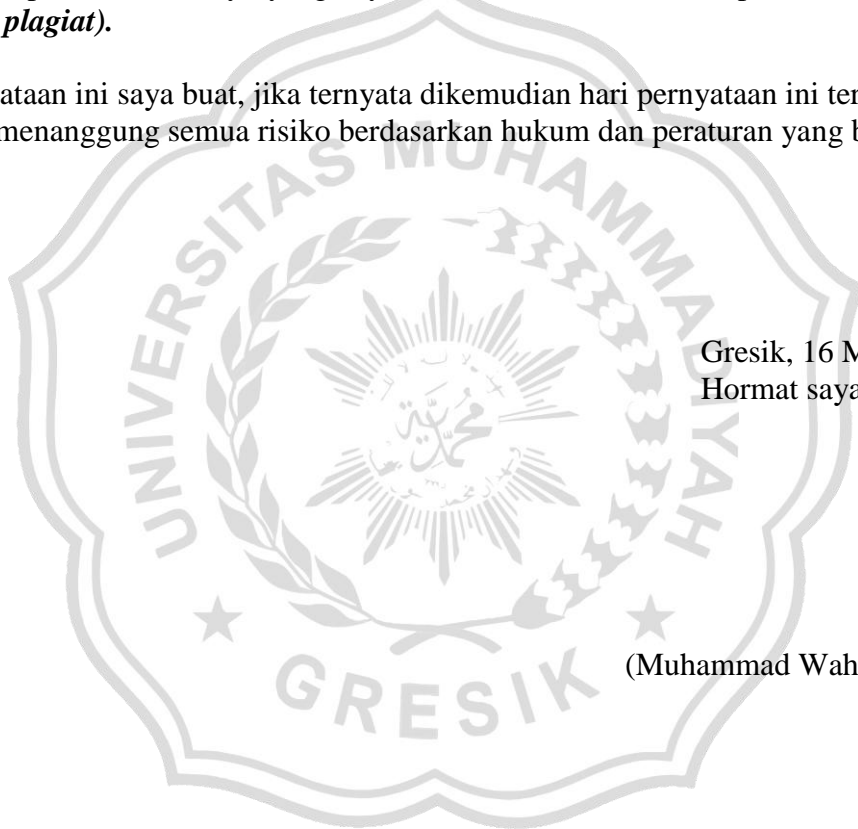 plagiat).
ataan ini saya buat, jika ternyata dikemudian hari pernyataan ini ter
menanggung semua risiko berdasarkan hukum dan peraturan yang b
UNIVERSITAS MUHAMMADIYAH
Gresik, 16 M
Hormat saya
(Muhammad Wah
GRESIK